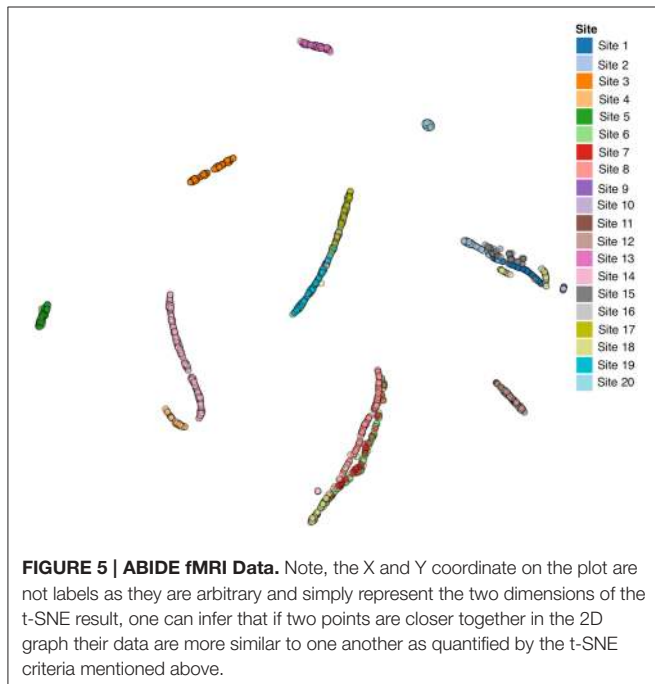 Site
Site 1
Site 2
Site 3
Site 4
Site 5
Site 6
Site 7
Site 8
Site 9
Site 10
Site 11
Site 12
Site 13
Site 14
Site 15
Site 16
Site 17
Site 18
Site 19
Site 20
FIGURE 5 | ABIDE fMRI Data. Note, the X and Y coordinate on the plot are
not labels as they are arbitrary and simply represent the two dimensions of the
t-SNE result, one can infer that if two points are closer together in the 2D
graph their data are more similar to one another as quantified by the t-SNE
criteria mentioned above.